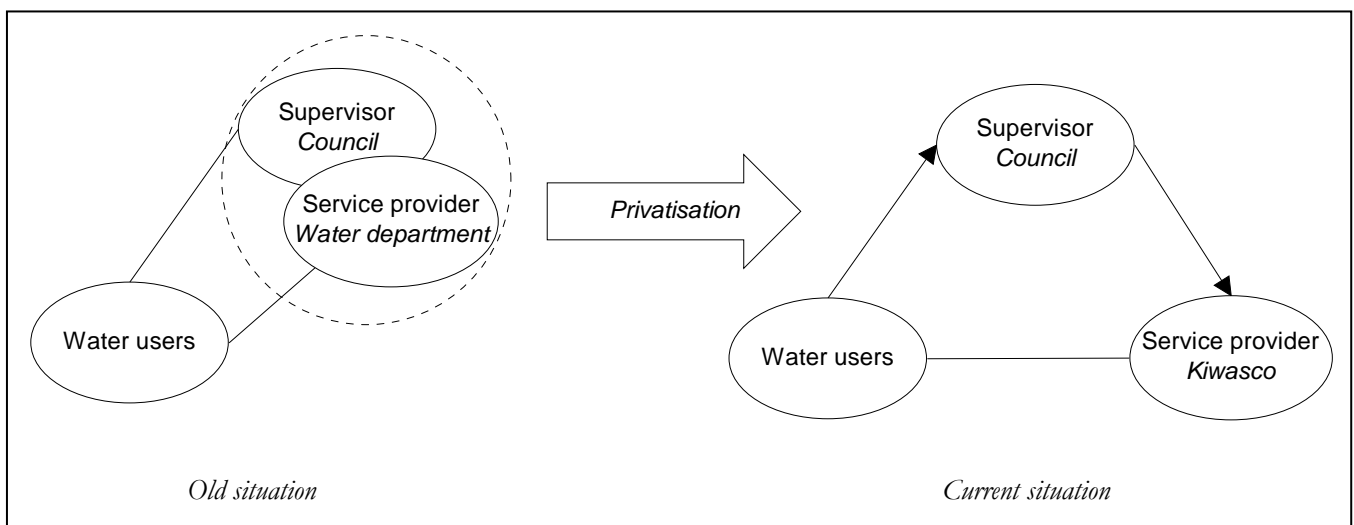 Supervisor
Council
Service provider
Water department
Water users
Old situation
Privatisation
Supervisor
Council
Water users
Service provider
Kiwasco
Current situation